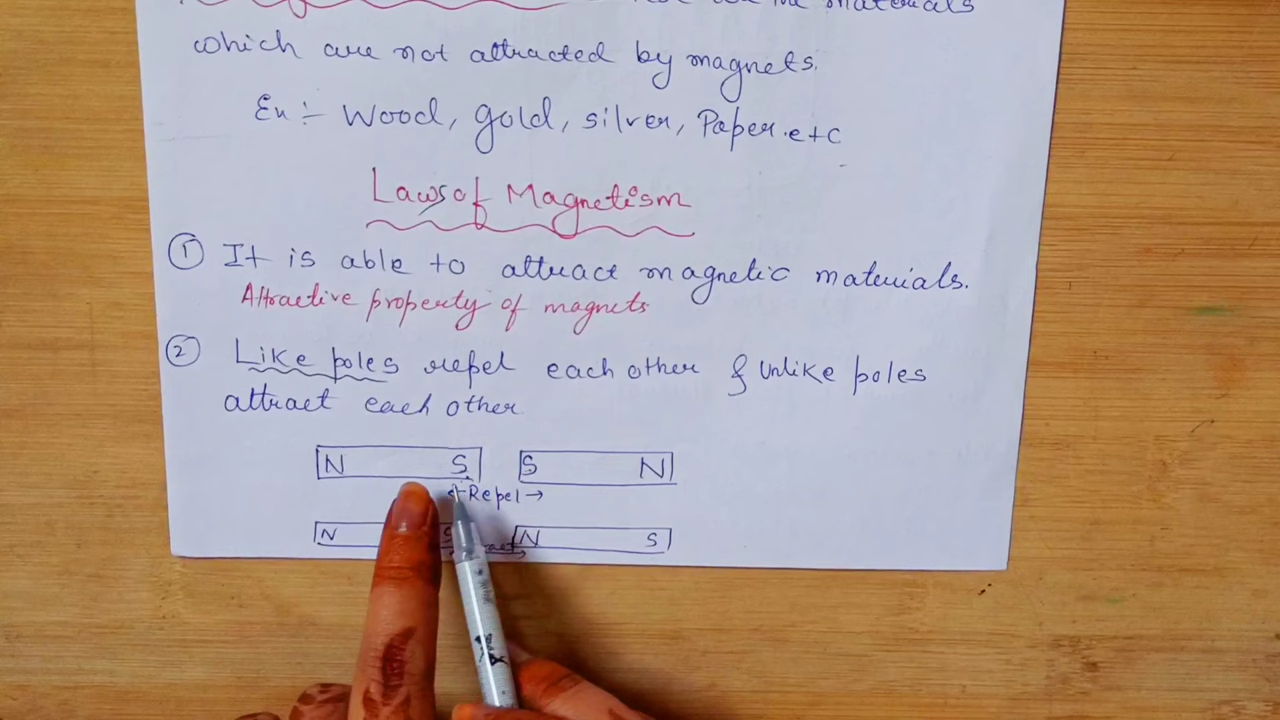 materials
which are not attracted by magnets.
Ex :- Wood, gold, silver, Paper.etc
Laws of Magnetism
① It is able to attract magnetic materials.
Attractive property of magnets
② Like poles repel each other & Unlike poles
attract each other
N S S N
←Repel→
N S N S